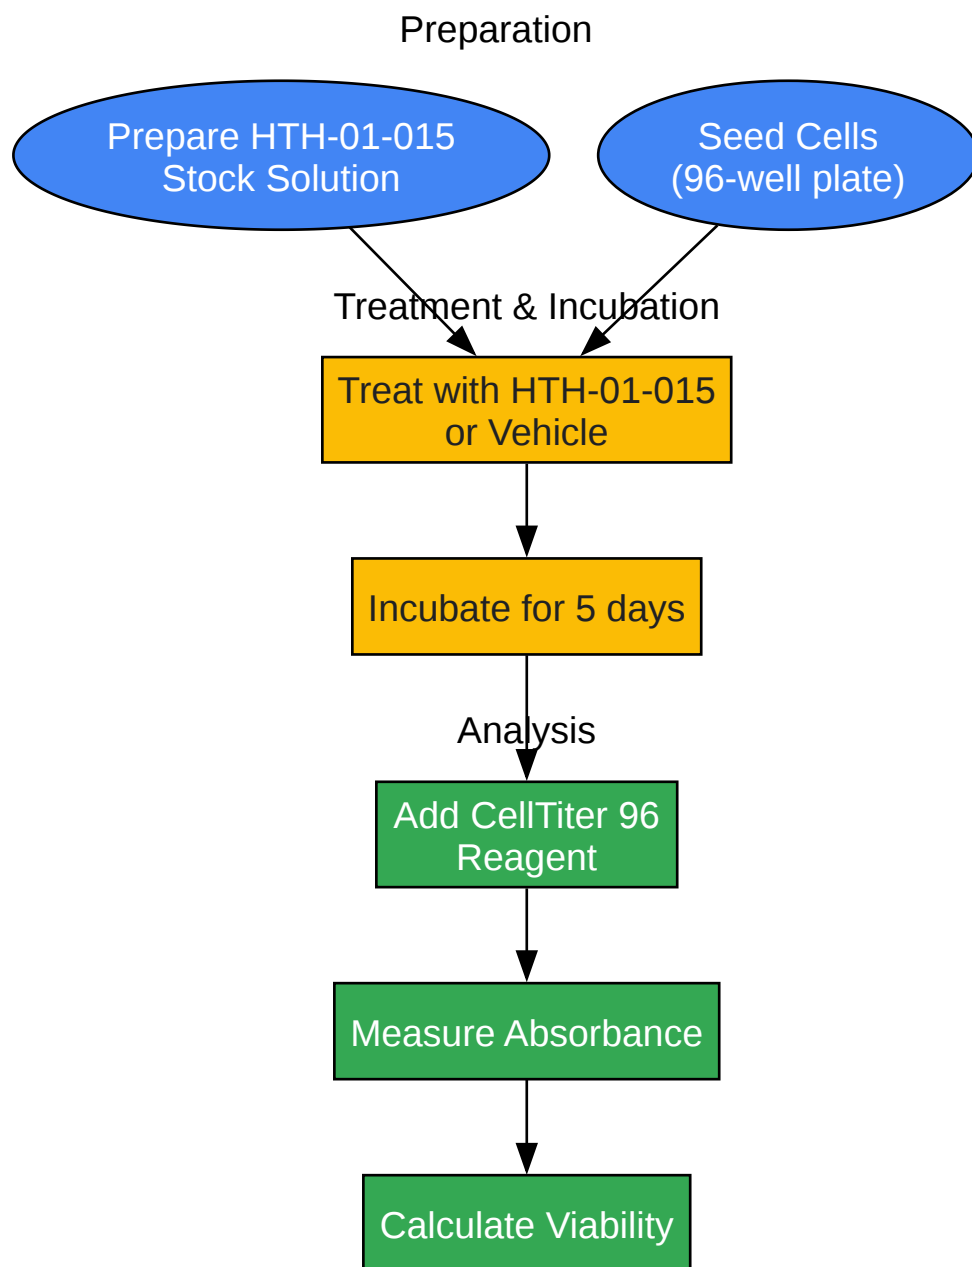 Preparation
Prepare HTH-01-015
Stock Solution
Seed Cells
(96-well plate)
Treatment & Incubation
Treat with HTH-01-015
or Vehicle
Incubate for 5 days
Analysis
Add CellTiter 96
Reagent
Measure Absorbance
Calculate Viability